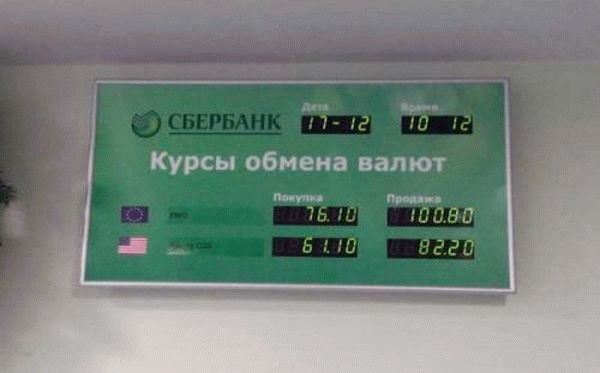 Дата Время
СБЕРБАНК 17-12 10 12
Курсы обмена валют
Покупка Продажа
76.10 100.80
61.10 82.20